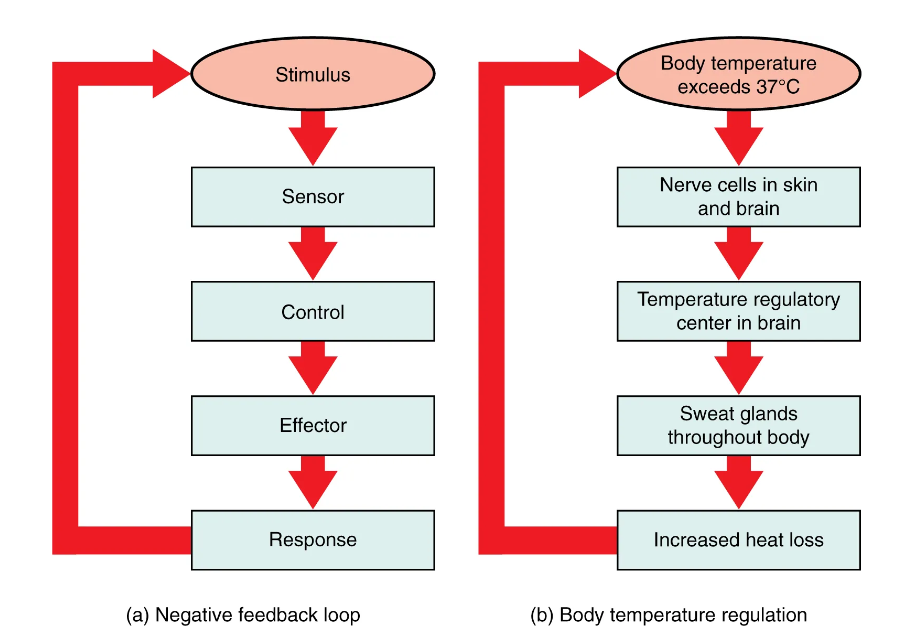 Stimulus
Sensor
Control
Effector
Response
(a) Negative feedback loop
Body temperature
exceeds 37°C
Nerve cells in skin
and brain
Temperature regulatory
center in brain
Sweat glands
throughout body
Increased heat loss
(b) Body temperature regulation